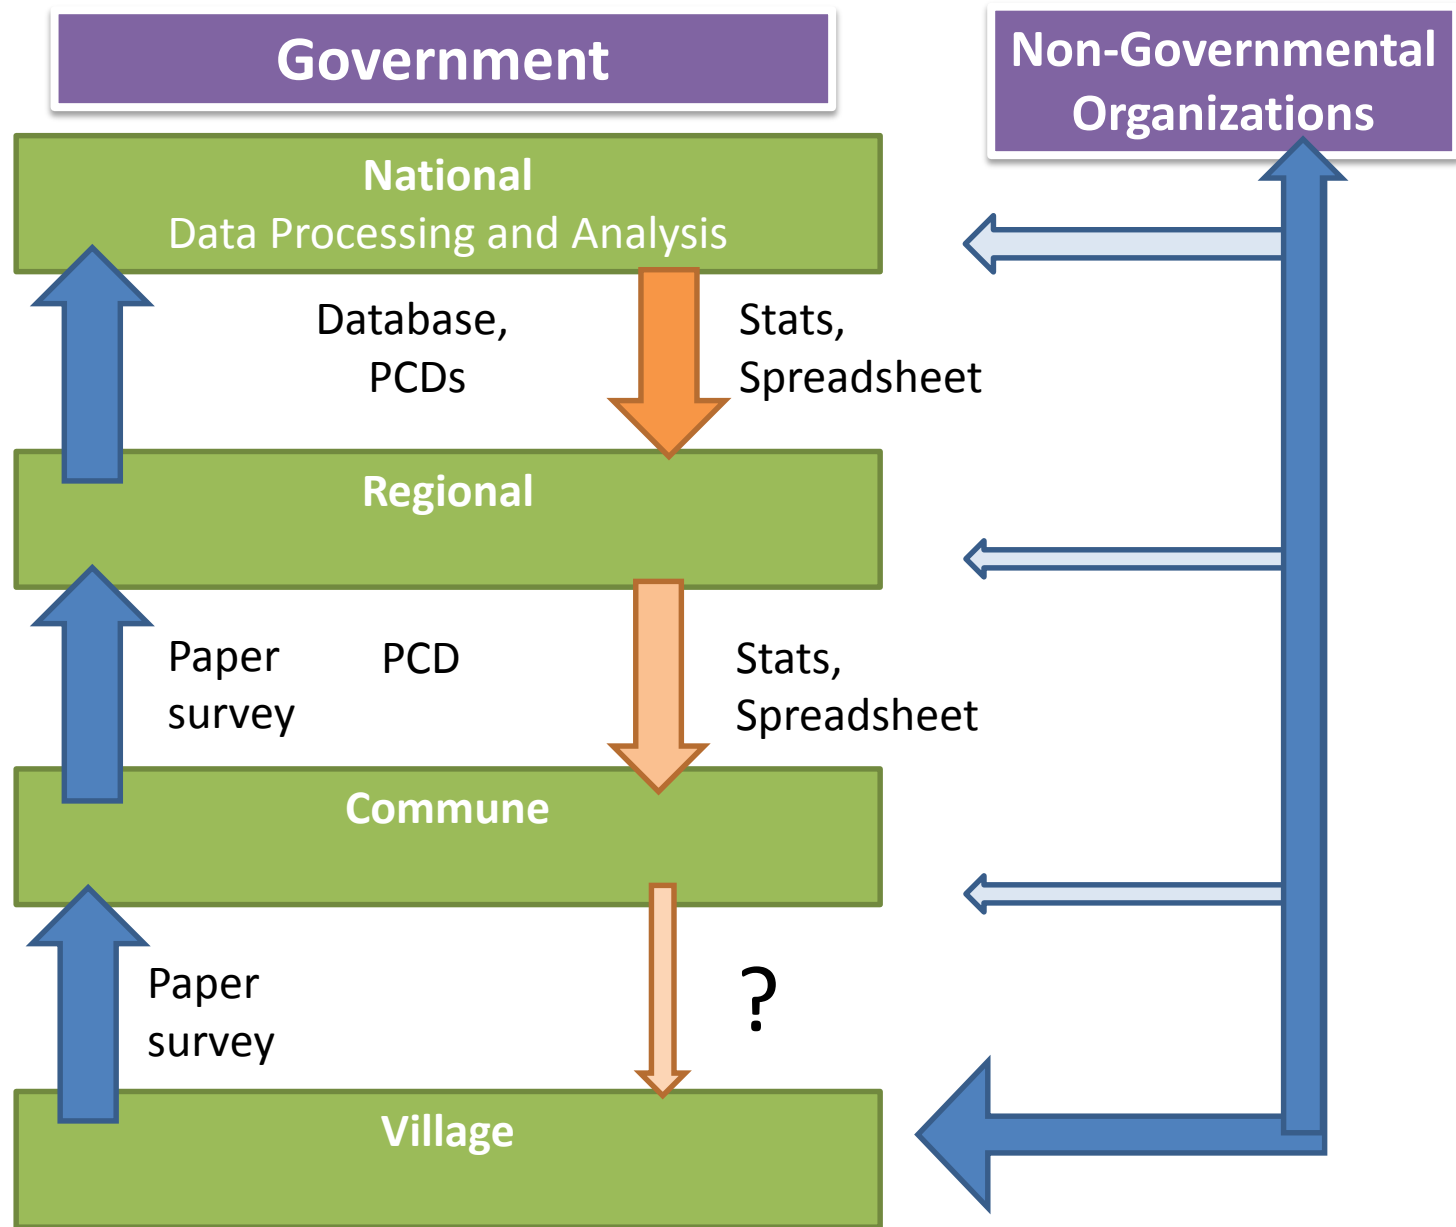 Government
Non-Governmental
Organizations
National
Data Processing and Analysis
Database,
PCDs
Stats,
Spreadsheet
Regional
Paper
survey
PCD
Stats,
Spreadsheet
Commune
Paper
survey
?
Village